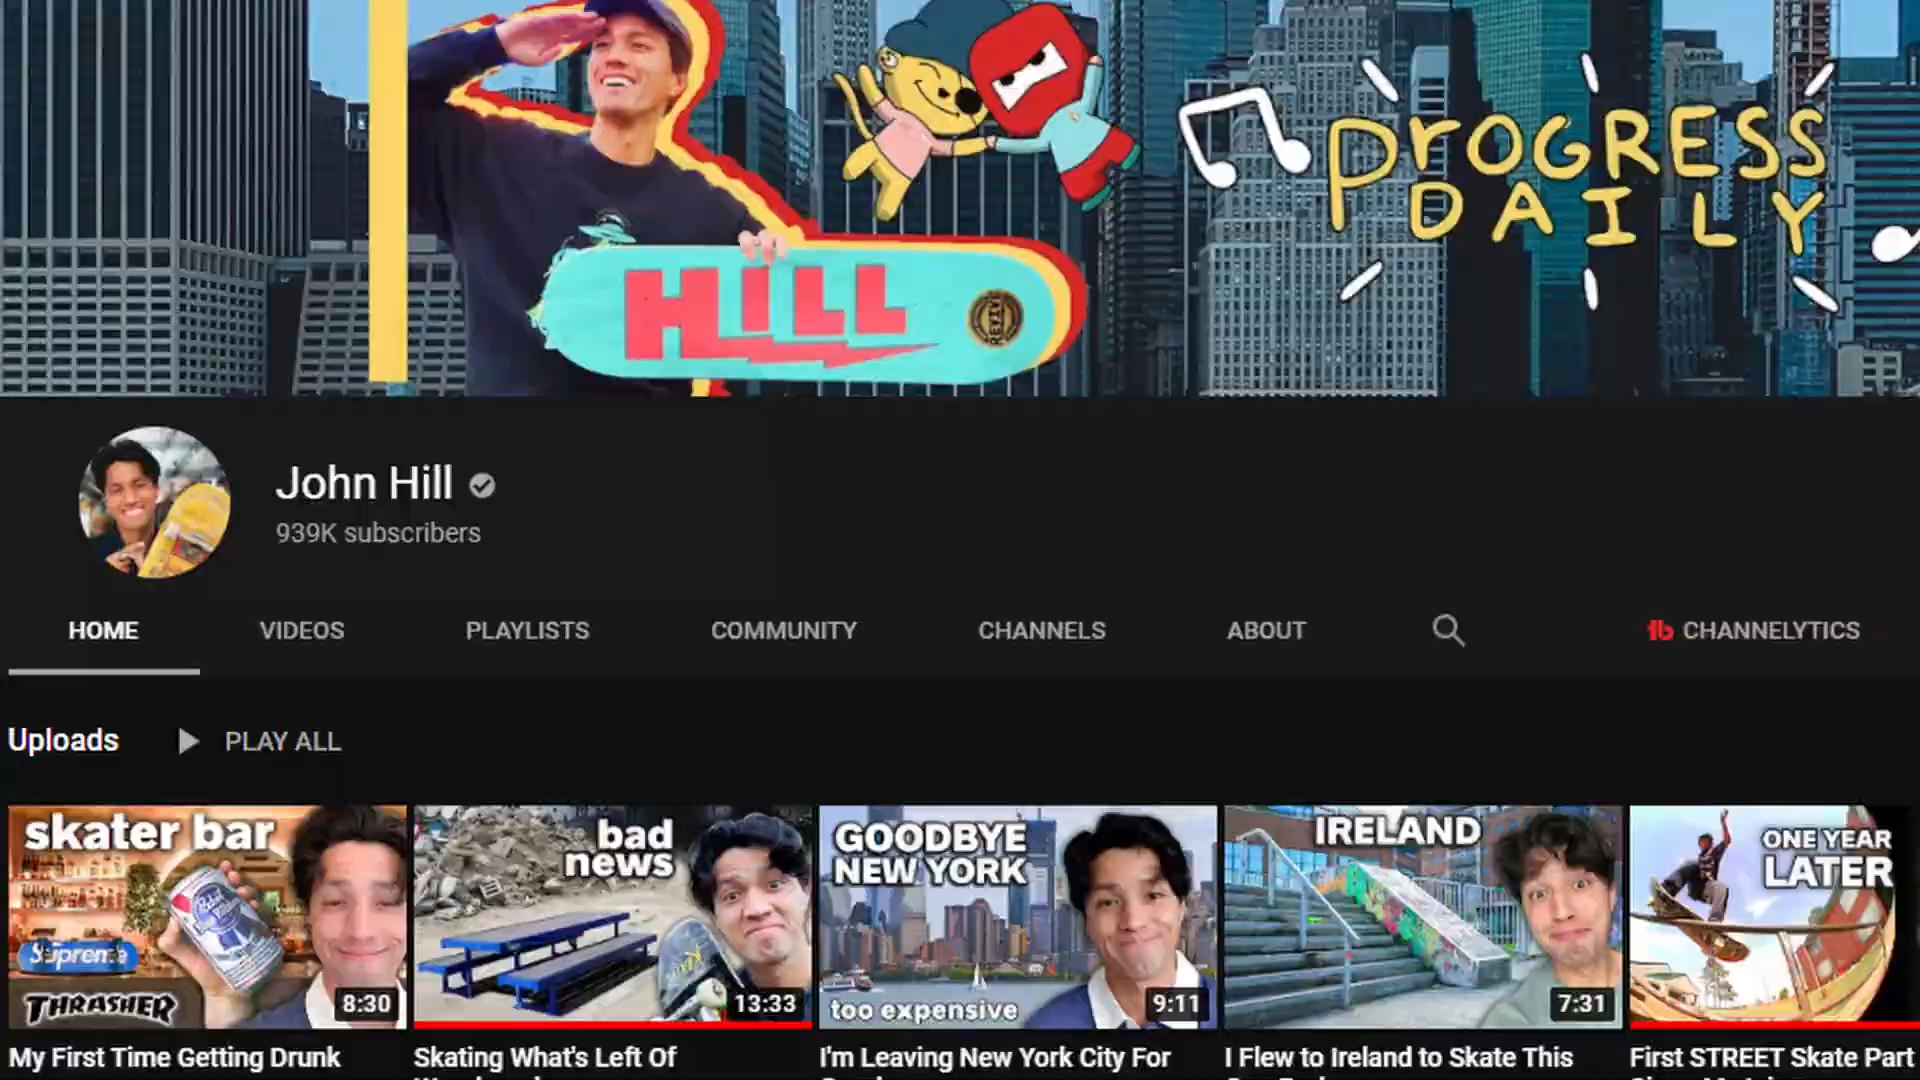 PrOGRESS
DAILY
HiLL
REVIVE
John Hill
939K subscribers
HOME
VIDEOS
PLAYLISTS
COMMUNITY
CHANNELS
ABOUT
CHANNELYTICS
Uploads
PLAY ALL
skater bar
Supreme
THRASHER
8:30
bad
news
13:33
GOODBYE
NEW YORK
too expensive
9:11
IRELAND
7:31
ONE YEAR
LATER
My First Time Getting Drunk
Skating What's Left Of
I'm Leaving New York City For
I Flew to Ireland to Skate This
First STREET Skate Part